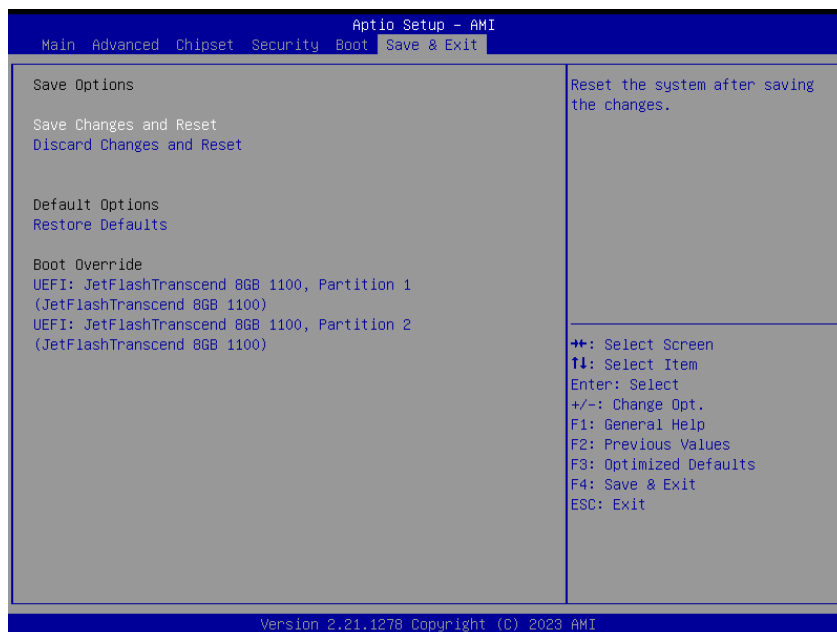 Aptio Setup – AMI
Main Advanced Chipset Security Boot Save & Exit
Save Options
Save Changes and Reset
Discard Changes and Reset
Default Options
Restore Defaults
Boot Override
UEFI: JetFlashTranscend 8GB 1100, Partition 1
(JetFlashTranscend 8GB 1100)
UEFI: JetFlashTranscend 8GB 1100, Partition 2
(JetFlashTranscend 8GB 1100)
Reset the system after saving
the changes.
→←: Select Screen
↑↓: Select Item
Enter: Select
+/-: Change Opt.
F1: General Help
F2: Previous Values
F3: Optimized Defaults
F4: Save & Exit
ESC: Exit
Version 2.21.1278 Copyright (C) 2023 AMI